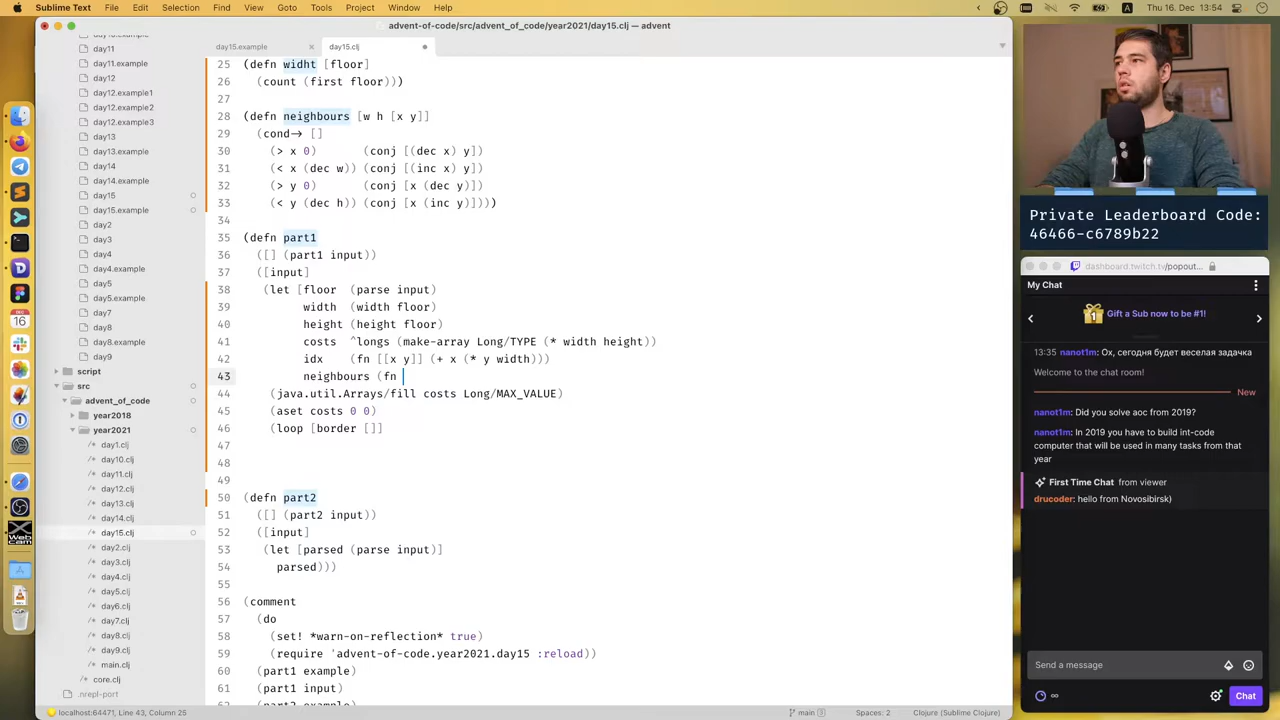 Sublime Text File Edit Selection Find View Goto Tools Project Window Help
A Thu 16. Dec 13:54
advent-of-code/src/advent_of_code/year2021/day15.clj — advent
day15.example
day15.clj
day11
day11.example
day12
day12.example1
day12.example2
day12.example3
day13
day13.example
day14
day14.example
day15
day15.example
day2
day3
day4
day4.example
day5
day5.example
day7
day8
day8.example
day9
script
src
advent_of_code
year2018
year2021
day1.clj
day10.clj
day11.clj
day12.clj
day13.clj
day14.clj
day15.clj
day2.clj
day3.clj
day4.clj
day5.clj
day6.clj
day7.clj
day8.clj
day9.clj
main.clj
core.clj
.nrepl-port
25 (defn widht [floor]
26 (count (first floor)))
27
28 (defn neighbours [w h [x y]]
29 (cond-> []
30 (> x 0) (conj [(dec x) y])
31 (< x (dec w)) (conj [(inc x) y])
32 (> y 0) (conj [x (dec y)])
33 (< y (dec h)) (conj [x (inc y)])))
34
35 (defn part1
36 ([] (part1 input))
37 ([input]
38 (let [floor (parse input)
39 width (width floor)
40 height (height floor)
41 costs ^longs (make-array Long/TYPE (* width height))
42 idx (fn [[x y]] (+ x (* y width)))
43 neighbours (fn
44 (java.util.Arrays/fill costs Long/MAX_VALUE)
45 (aset costs 0 0)
46 (loop [border []]
47
48
49
50 (defn part2
51 ([] (part2 input))
52 ([input]
53 (let [parsed (parse input)]
54 parsed)))
55
56 (comment
57 (do
58 (set! *warn-on-reflection* true)
59 (require 'advent-of-code.year2021.day15 :reload))
60 (part1 example)
61 (part1 input)
localhost:64471, Line 43, Column 25
main 3
Spaces: 2
Clojure (Sublime Clojure)
DEC
16
Web
Cam
Private Leaderboard Code:
46466-c6789b22
dashboard.twitch.tv/popout...
My Chat
1
Gift a Sub now to be #1!
13:35 nanot1m: Ох, сегодня будет веселая задачка
Welcome to the chat room!
New
nanot1m: Did you solve aoc from 2019?
nanot1m: In 2019 you have to build int-code
computer that will be used in many tasks from that
year
First Time Chat from viewer
drucoder: hello from Novosibirsk)
Send a message
∞
Chat